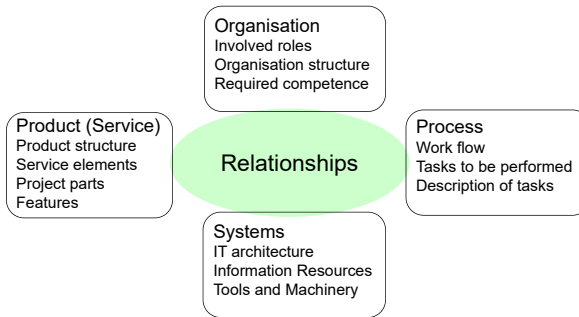 Organisation
Involved roles
Organisation structure
Required competence
Product (Service)
Product structure
Service elements
Project parts
Features
Relationships
Process
Work flow
Tasks to be performed
Description of tasks
Systems
IT architecture
Information Resources
Tools and Machinery